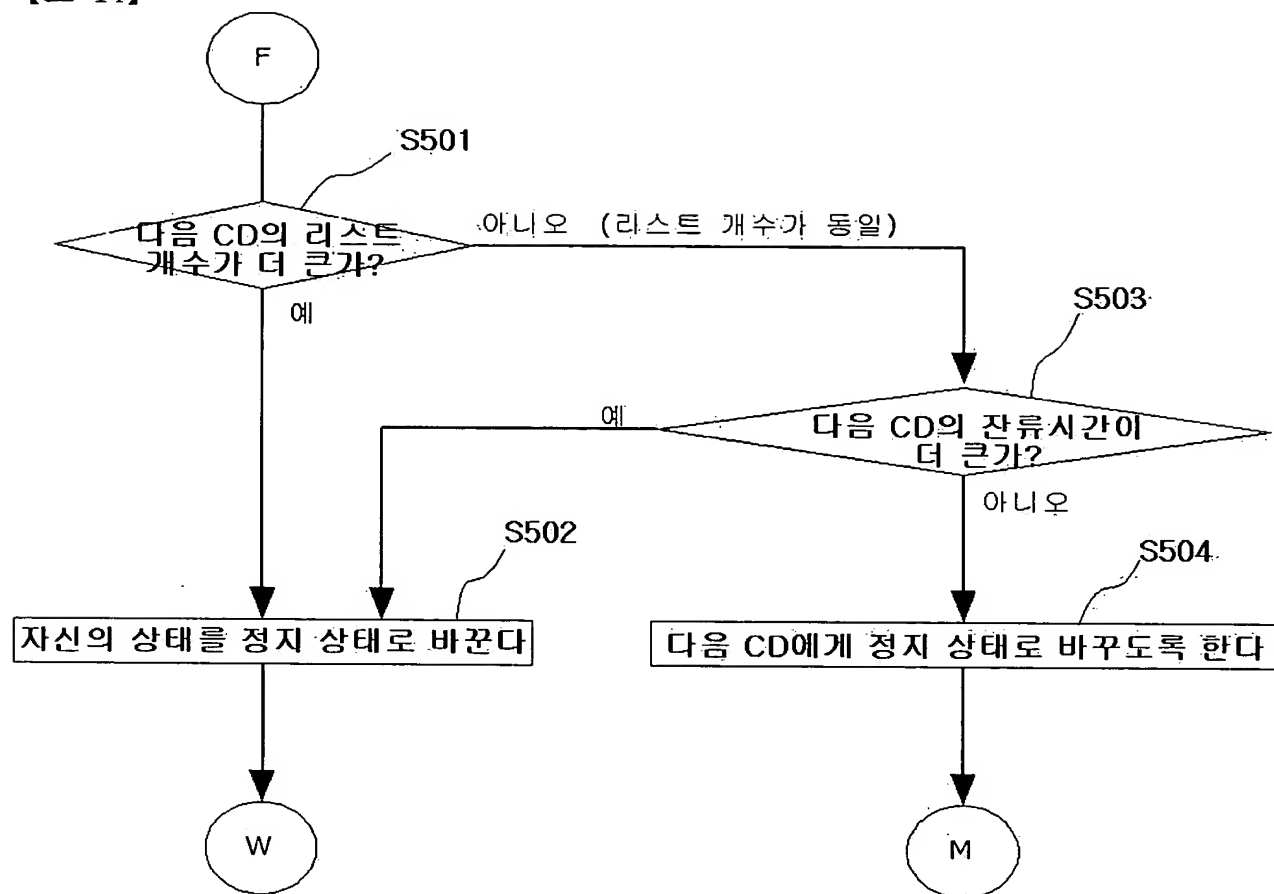 F
S501
다음 CD의 리스트
개수가 더 큰가?
아니오 (리스트 개수가 동일)
예
S503
다음 CD의 잔류시간이
더 큰가?
예
아니오
S502
S504
자신의 상태를 정지 상태로 바꾼다
다음 CD에게 정지 상태로 바꾸도록 한다
W
M